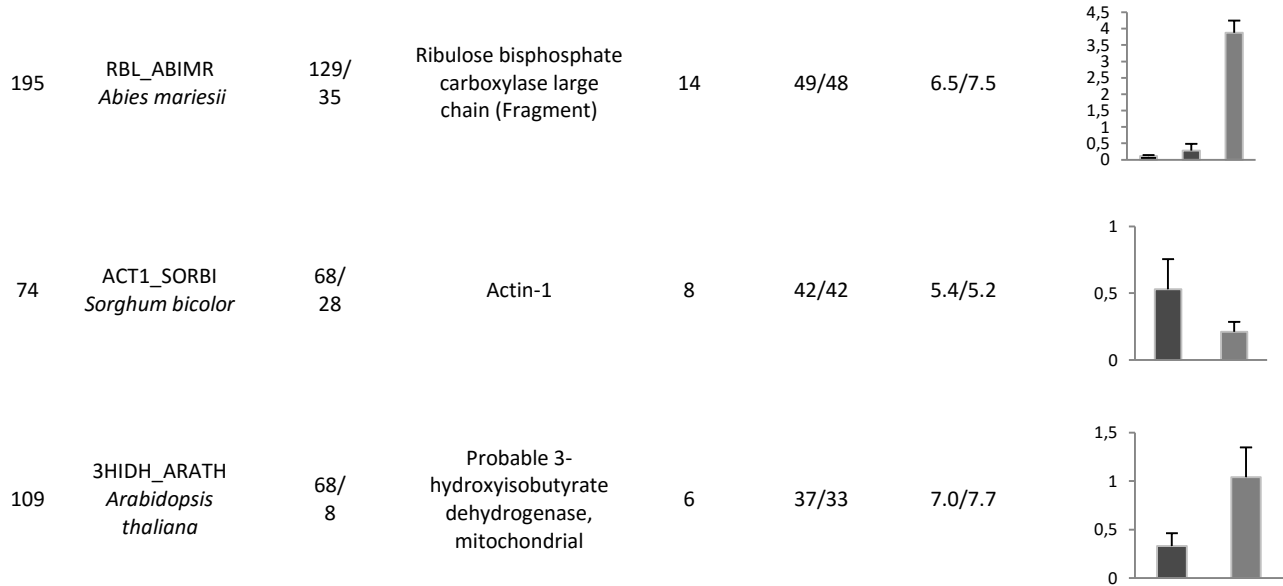 195
RBL_ABIMR
Abies mariesii
129/
35
Ribulose bisphosphate
carboxylase large
chain (Fragment)
14
49/48
6.5/7.5
4,5
4
3,5
3
2,5
2
1,5
1
0,5
0
74
ACT1_SORBI
Sorghum bicolor
68/
28
Actin-1
8
42/42
5.4/5.2
1
0,5
0
109
3HIDH_ARATH
Arabidopsis
thaliana
68/
8
Probable 3-
hydroxyisobutyrate
dehydrogenase,
mitochondrial
6
37/33
7.0/7.7
1,5
1
0,5
0